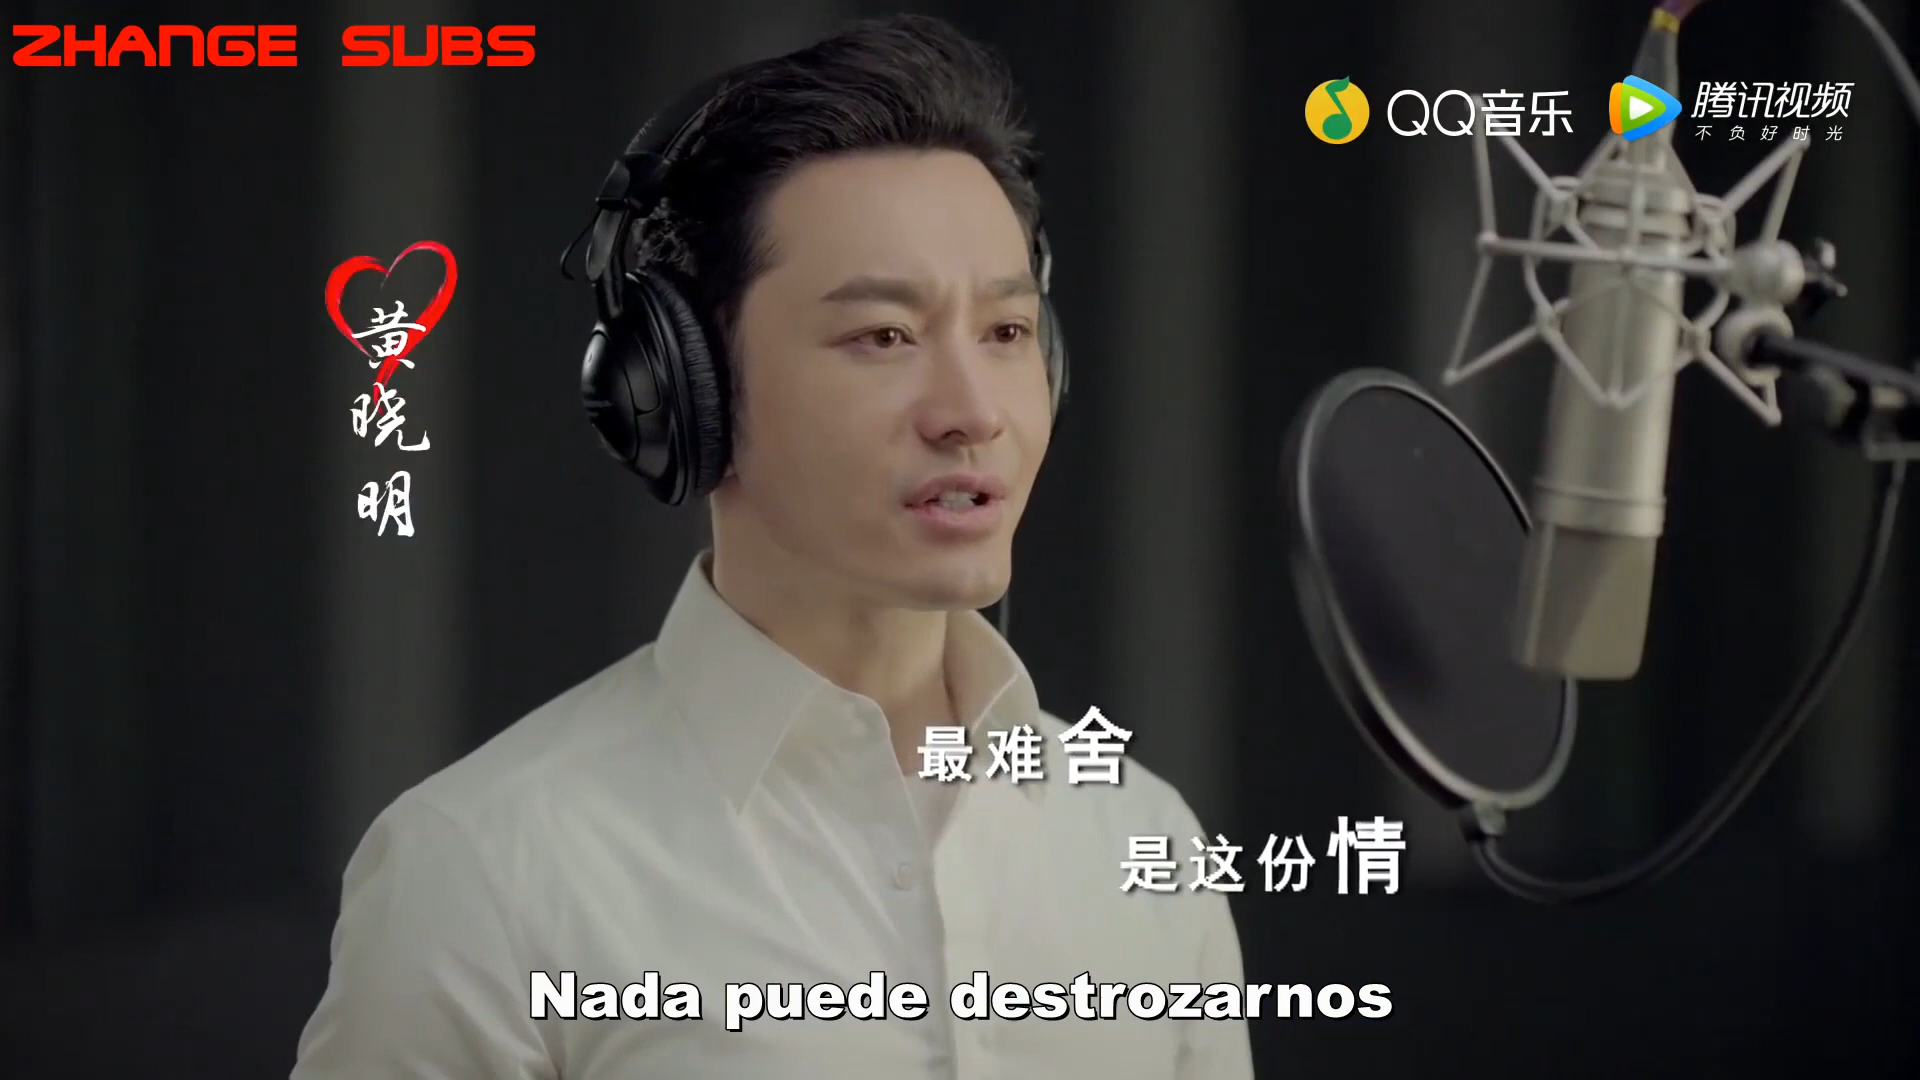 ZHANGE SUBS
QQ音乐
腾讯视频
不负好时光
黄晓明
最难舍
是这份情
Nada puede destrozarnos